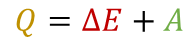 Q = ΔE + A